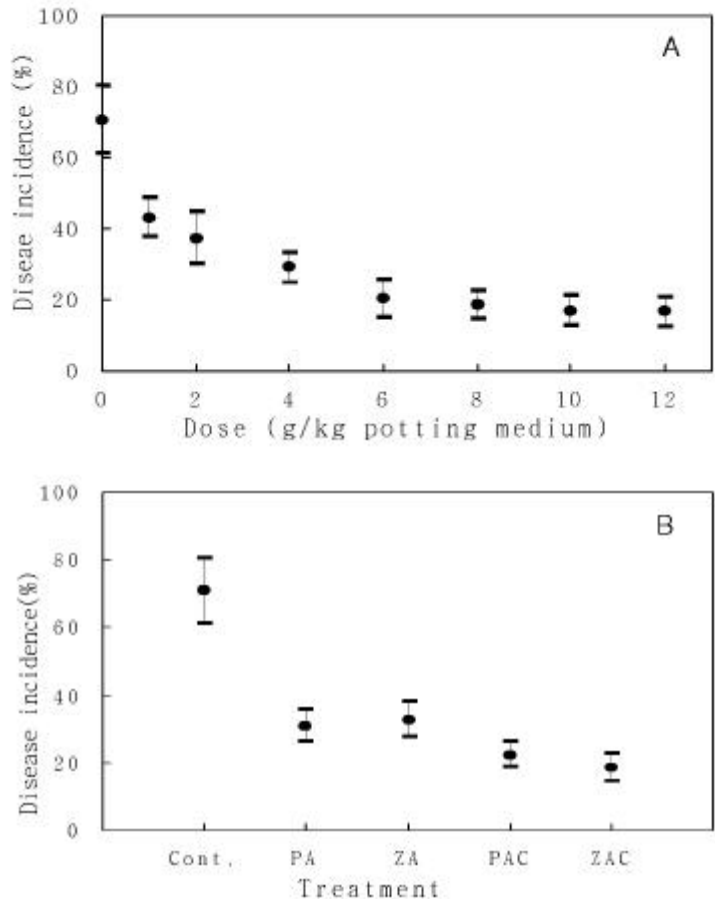 A
Diseae incidence (%)
100
80
60
40
20
0
0 2 4 6 8 10 12
Dose (g/kg potting medium)
B
Disease incidence(%)
100
80
60
40
20
0
Cont. PA ZA PAC ZAC
Treatment